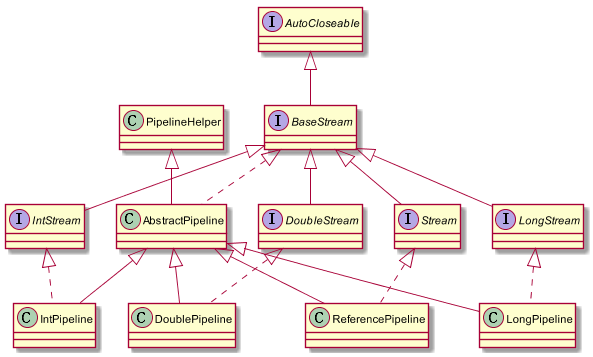 I AutoCloseable
C PipelineHelper
I BaseStream
I IntStream
C AbstractPipeline
I DoubleStream
I Stream
I LongStream
C IntPipeline
C DoublePipeline
C ReferencePipeline
C LongPipeline